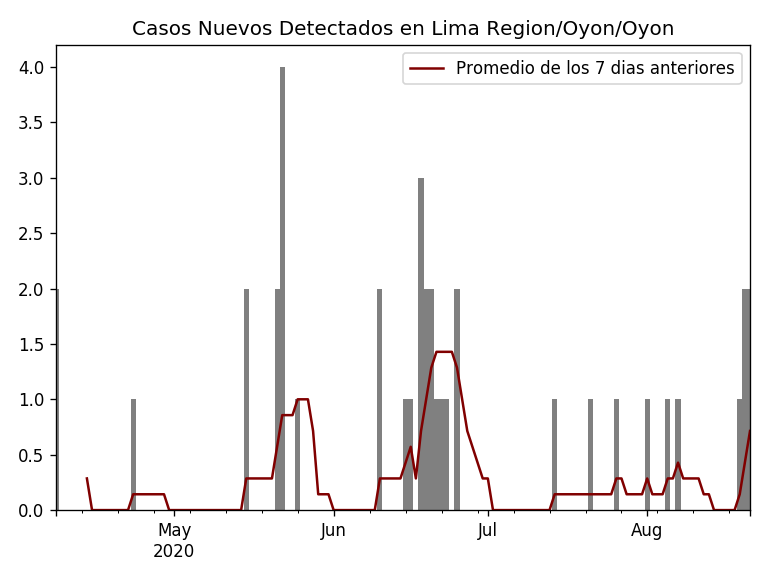 Casos Nuevos Detectados en Lima Region/Oyon/Oyon
Promedio de los 7 dias anteriores
4.0
3.5
3.0
2.5
2.0
1.5
1.0
0.5
0.0
May
2020
Jun
Jul
Aug